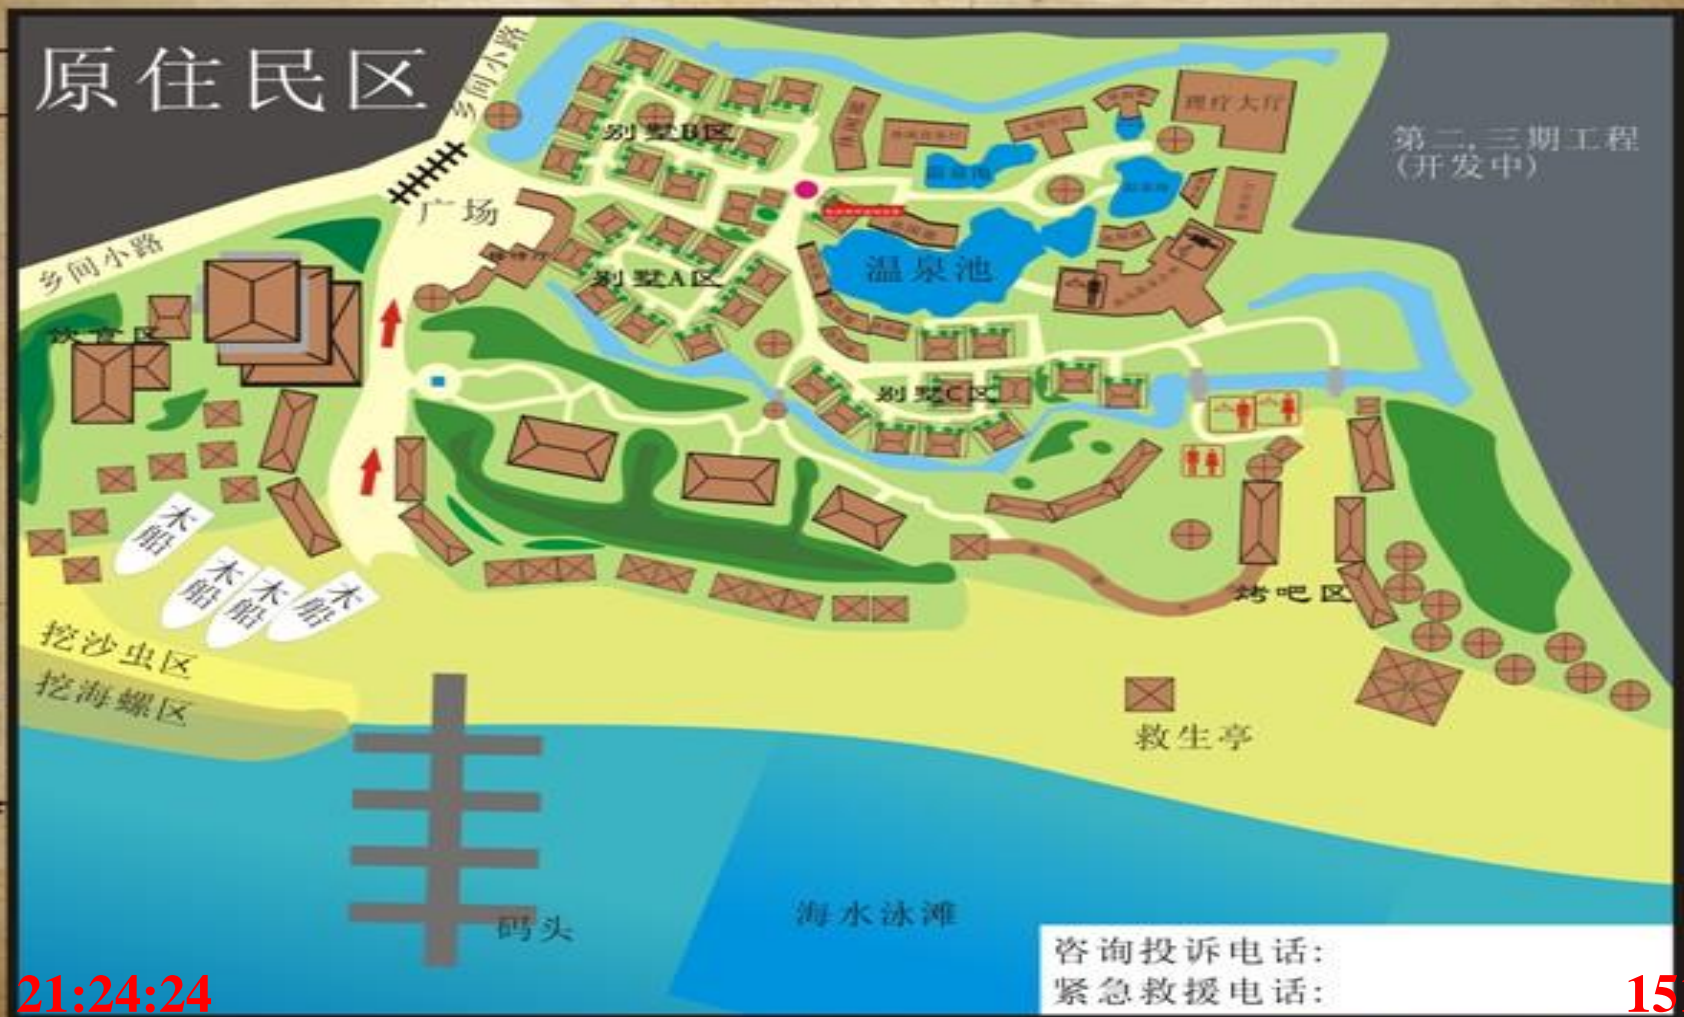 原住民区
乡间小路
第二,三期工程
(开发中)
别墅B区
理疗大厅
广场
乡间小路
别墅A区
温泉池
饮食区
别墅C区
木船
木船
木船
木船
烤吧区
挖沙虫区
挖海螺区
救生亭
码头
海水泳滩
咨询投诉电话:
紧急救援电话:
21:24:24
15